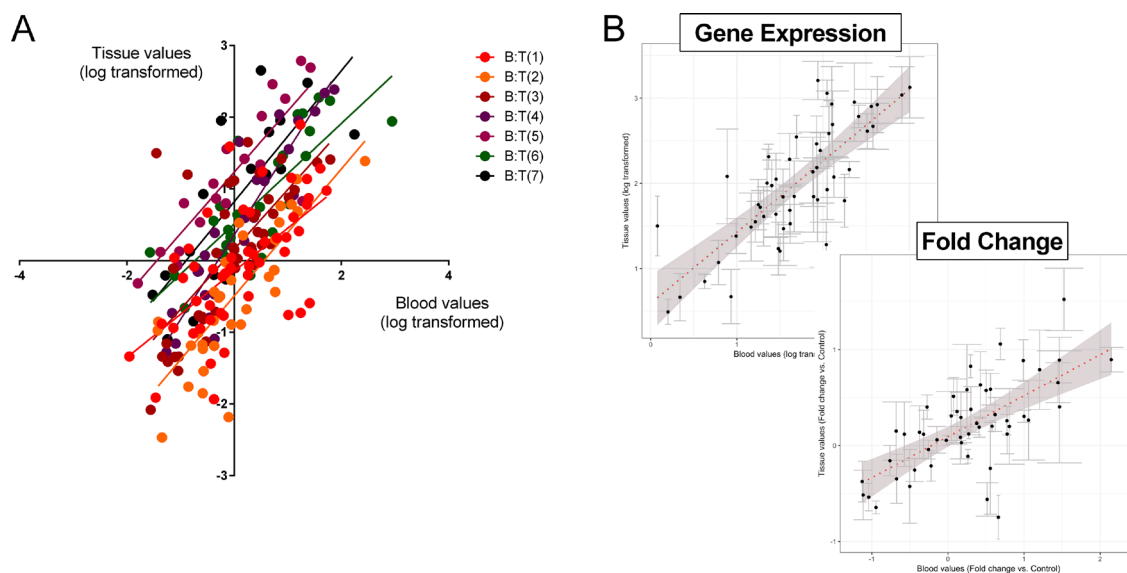 A
Tissue values
(log transformed)
3
2
1
-1
-2
-3
-4
-2
2
4
Blood values
(log transformed)
B:T(1)
B:T(2)
B:T(3)
B:T(4)
B:T(5)
B:T(6)
B:T(7)
B
Gene Expression
Tissue values (log transformed)
3
2
1
0
1
Blood values (log trans
Fold Change
Tissue values (Fold change vs. Control)
1
0
-1
-1
0
1
2
Blood values (Fold change vs. Control)